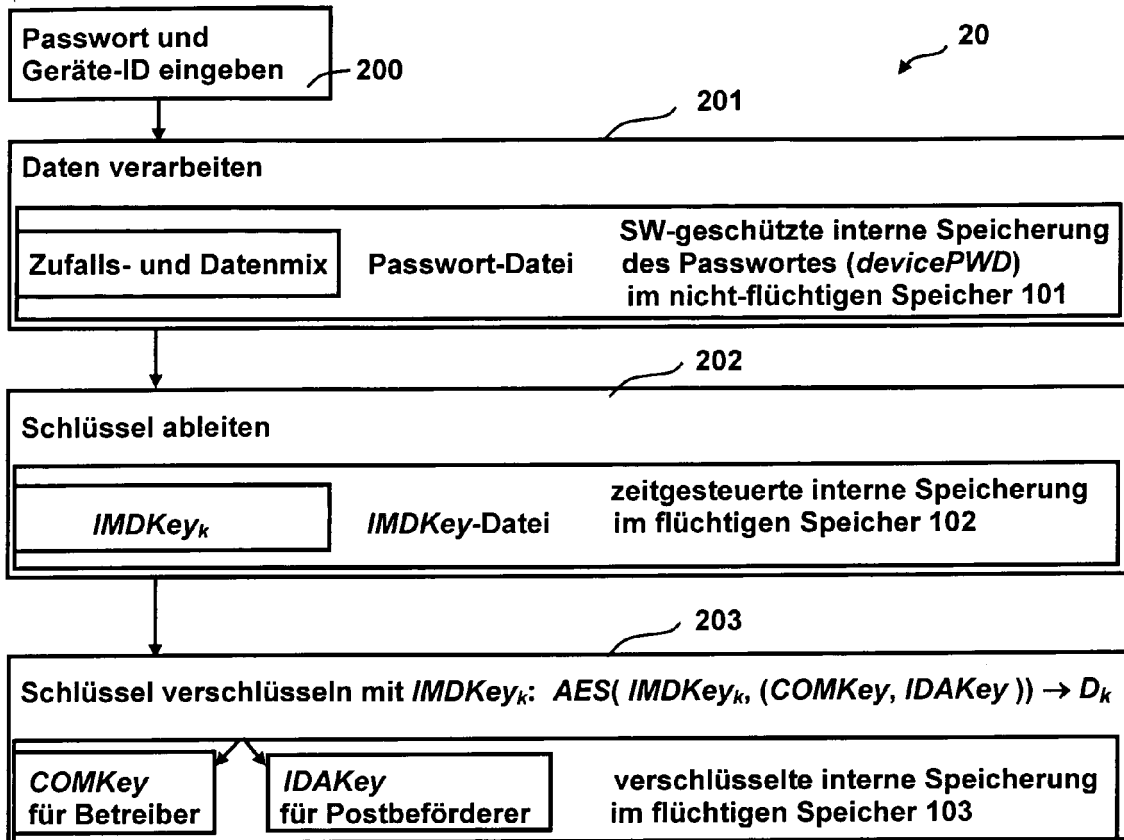 Passwort und
Geräte-ID eingeben
200
20
201
Daten verarbeiten
Zufalls- und Datenmix
Passwort-Datei
SW-geschützte interne Speicherung
des Passwortes (devicePWD)
im nicht-flüchtigen Speicher 101
202
Schlüssel ableiten
IMDKeyk
IMDKey-Datei
zeitgesteuerte interne Speicherung
im flüchtigen Speicher 102
203
Schlüssel verschlüsseln mit IMDKeyk: AES( IMDKeyk, (COMKey, IDAKey )) → Dk
COMKey
für Betreiber
IDAKey
für Postbeförderer
verschlüsselte interne Speicherung
im flüchtigen Speicher 103